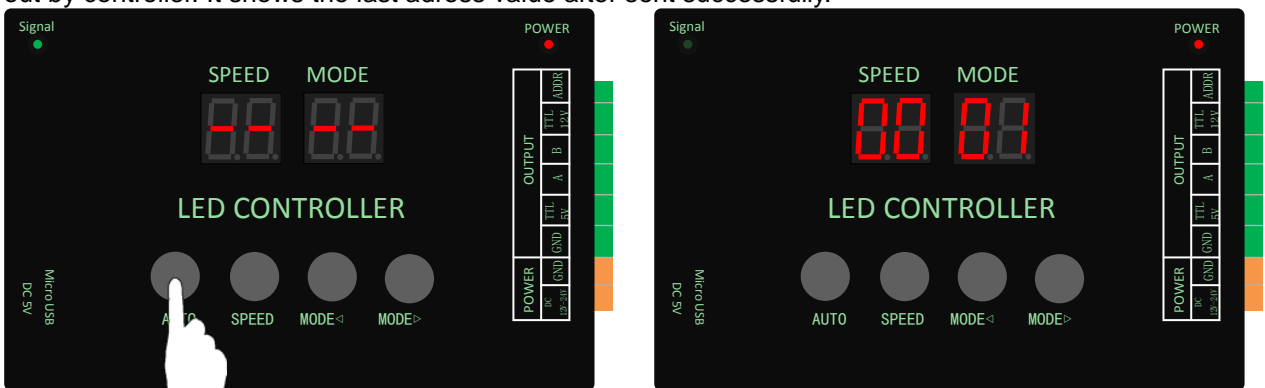 out by controller. It shows the last adress value after sent successfully.
Signal
POWER
SPEED MODE
-- --
LED CONTROLLER
AUTO SPEED MODE◁ MODE▷
Micro USB
DC 5V
OUTPUT
ADDR
TTL 12V
B
A
TTL 5V
GND
POWER
GND
DC 12V-24V
Signal
POWER
SPEED MODE
00 01
LED CONTROLLER
AUTO SPEED MODE◁ MODE▷
Micro USB
DC 5V
OUTPUT
ADDR
TTL 12V
B
A
TTL 5V
GND
POWER
GND
DC 12V-24V